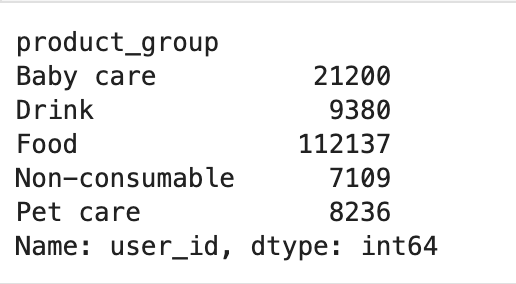 product_group
Baby care 21200
Drink 9380
Food 112137
Non-consumable 7109
Pet care 8236
Name: user_id, dtype: int64